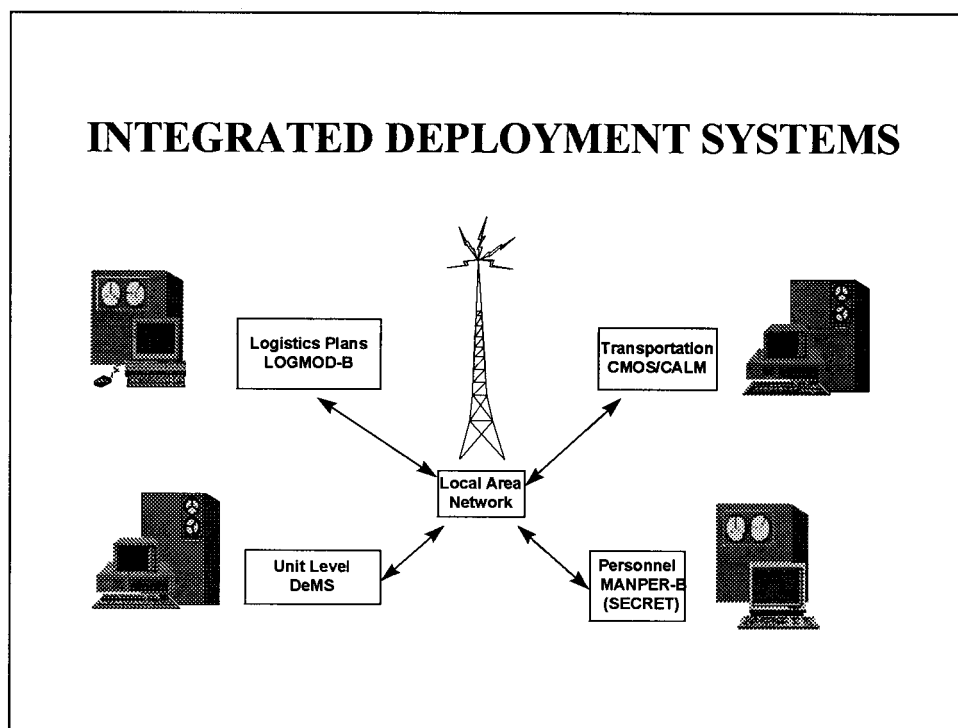 INTEGRATED DEPLOYMENT SYSTEMS
Logistics Plans
LOGMOD-B
Transportation
CMOS/CALM
Local Area
Network
Unit Level
DeMS
Personnel
MANPER-B
(SECRET)